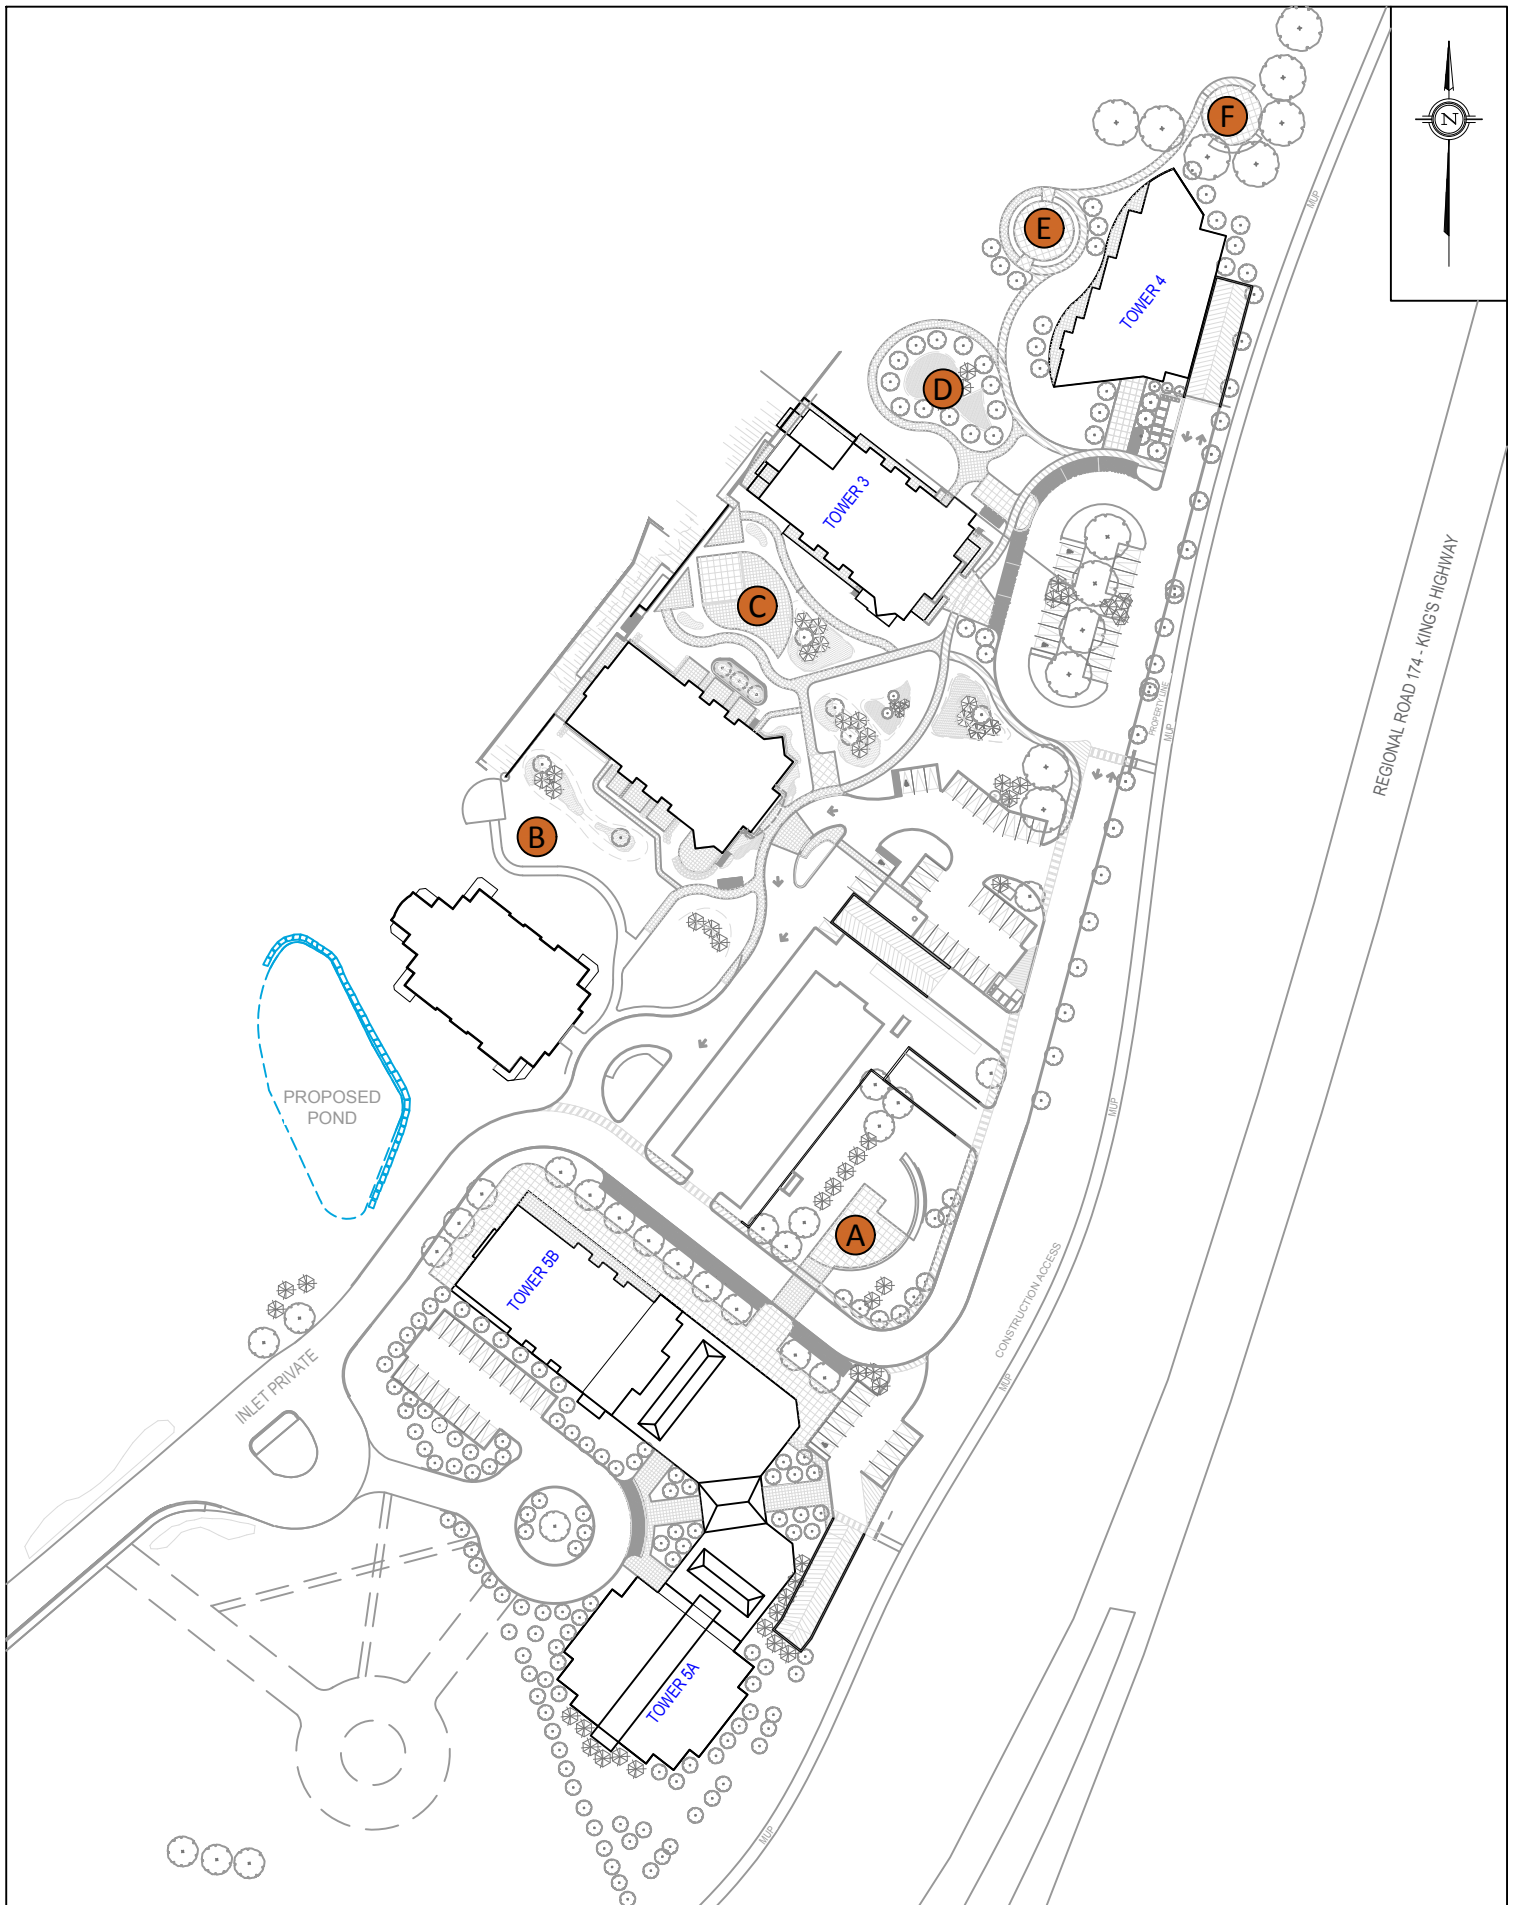 F
N
MUP
E
TOWER 4
D
TOWER 3
REGIONAL ROAD 174 - KING'S HIGHWAY
C
PROPERTY LINE
MUP
B
PROPOSED
POND
MUP
A
TOWER 5B
CONSTRUCTION ACCESS
MUP
INLET PRIVATE
TOWER 5A
MUP